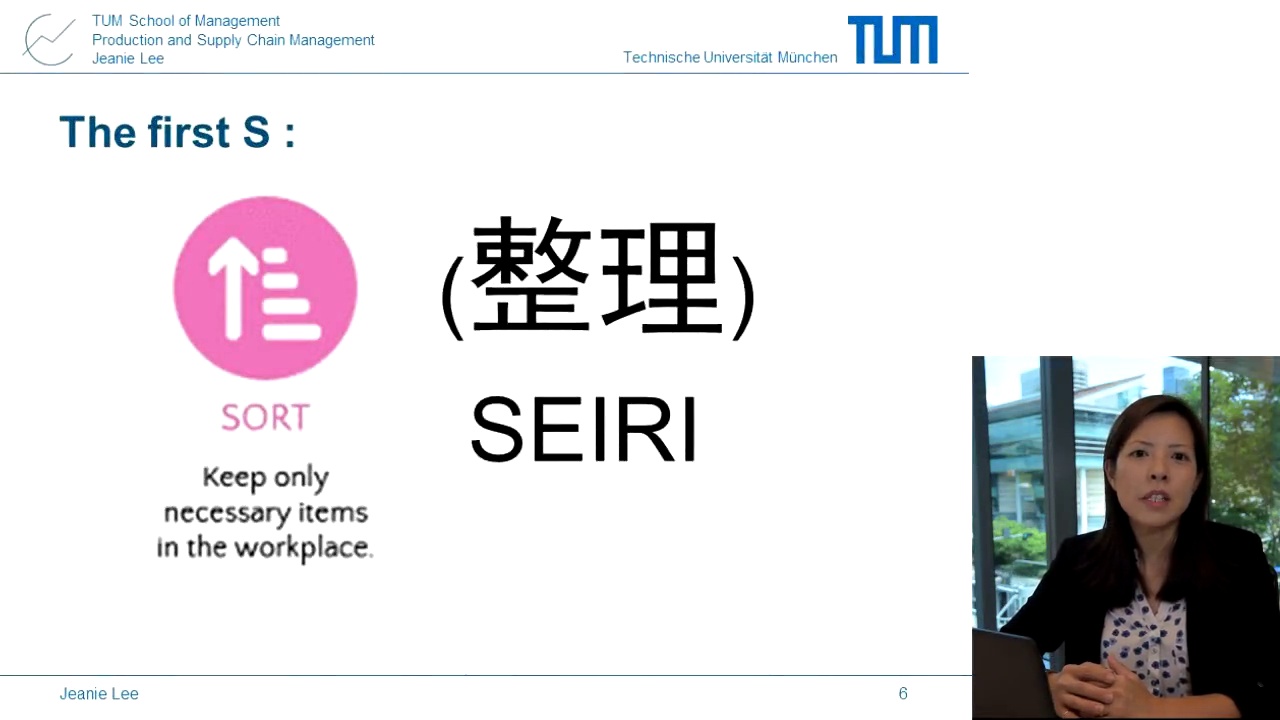 TUM School of Management
Production and Supply Chain Management
Jeanie Lee
Technische Universität München
TUM
The first S :
(整理)
SEIRI
SORT
Keep only
necessary items
in the workplace.
Jeanie Lee
6